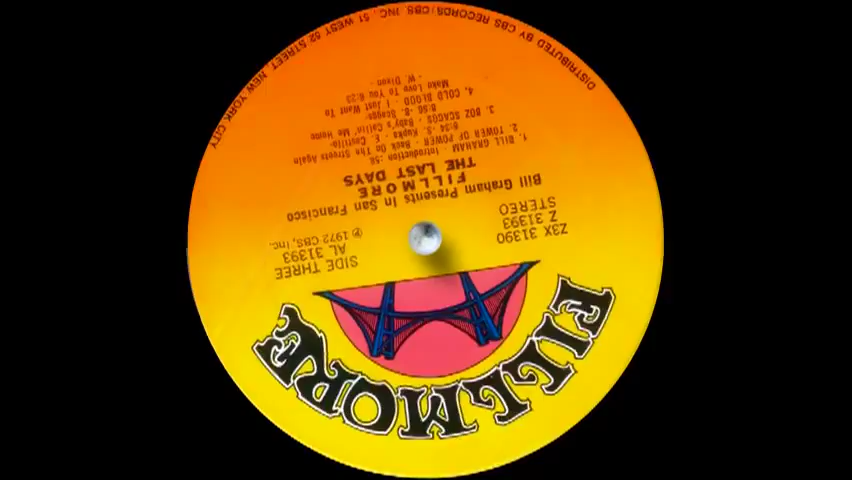 FILLMORE
Z3X 31390
Z 31393
STEREO
SIDE THREE
AL 31393
℗ 1972 CBS, Inc.
Bill Graham Presents In San Francisco
FILLMORE
THE LAST DAYS
1. BILL GRAHAM - Introduction :56
2. TOWER OF POWER - Back On The Streets Again
6:34 -S. Kupka - E. Castillo-
3. BOZ SCAGGS - Baby's Callin' Me Home
8:56 -B. Scaggs-
4. COLD BLOOD - I Just Want To
Make Love To You 6:23
- W. Dixon -
DISTRIBUTED BY CBS RECORDS/CBS INC. 51 WEST 52 STREET, NEW YORK CITY